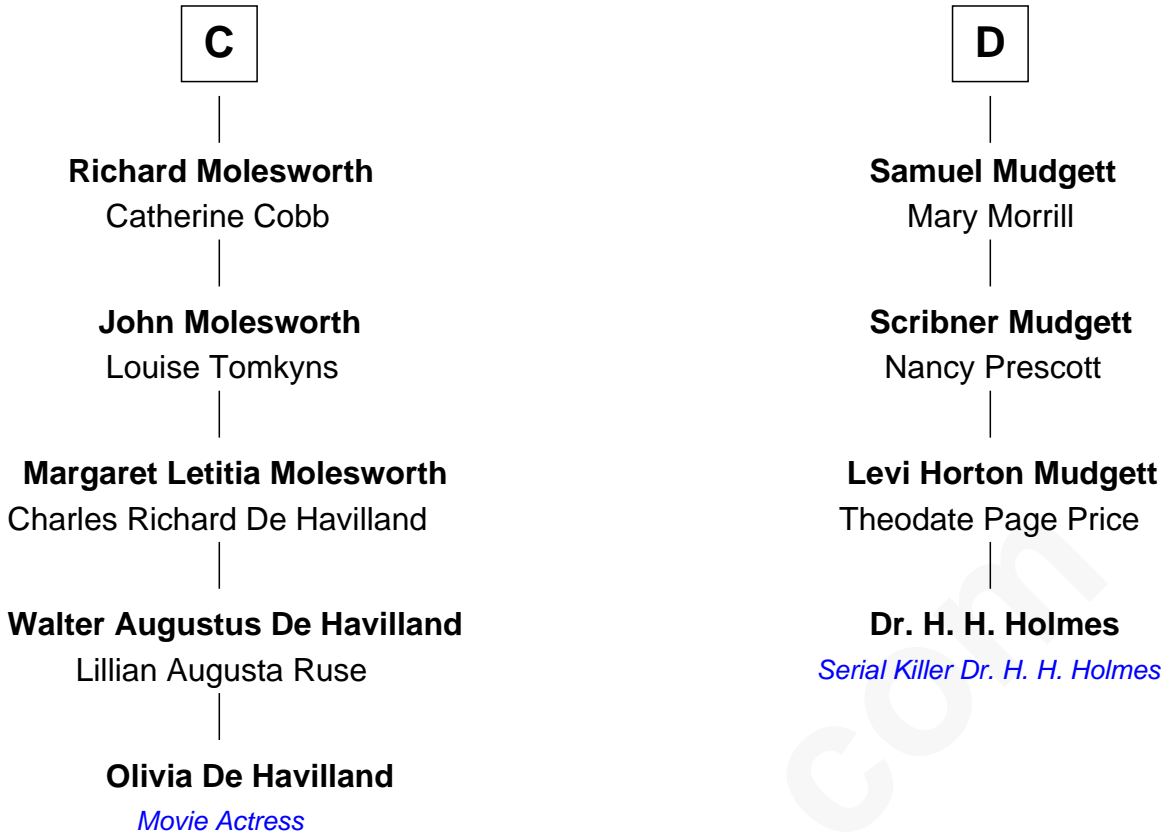 C
Richard Molesworth
Catherine Cobb
John Molesworth
Louise Tomkyns
Margaret Letitia Molesworth
Charles Richard De Havilland
Walter Augustus De Havilland
Lillian Augusta Ruse
Olivia De Havilland
Movie Actress
D
Samuel Mudgett
Mary Morrill
Scribner Mudgett
Nancy Prescott
Levi Horton Mudgett
Theodate Page Price
Dr. H. H. Holmes
Serial Killer Dr. H. H. Holmes
com